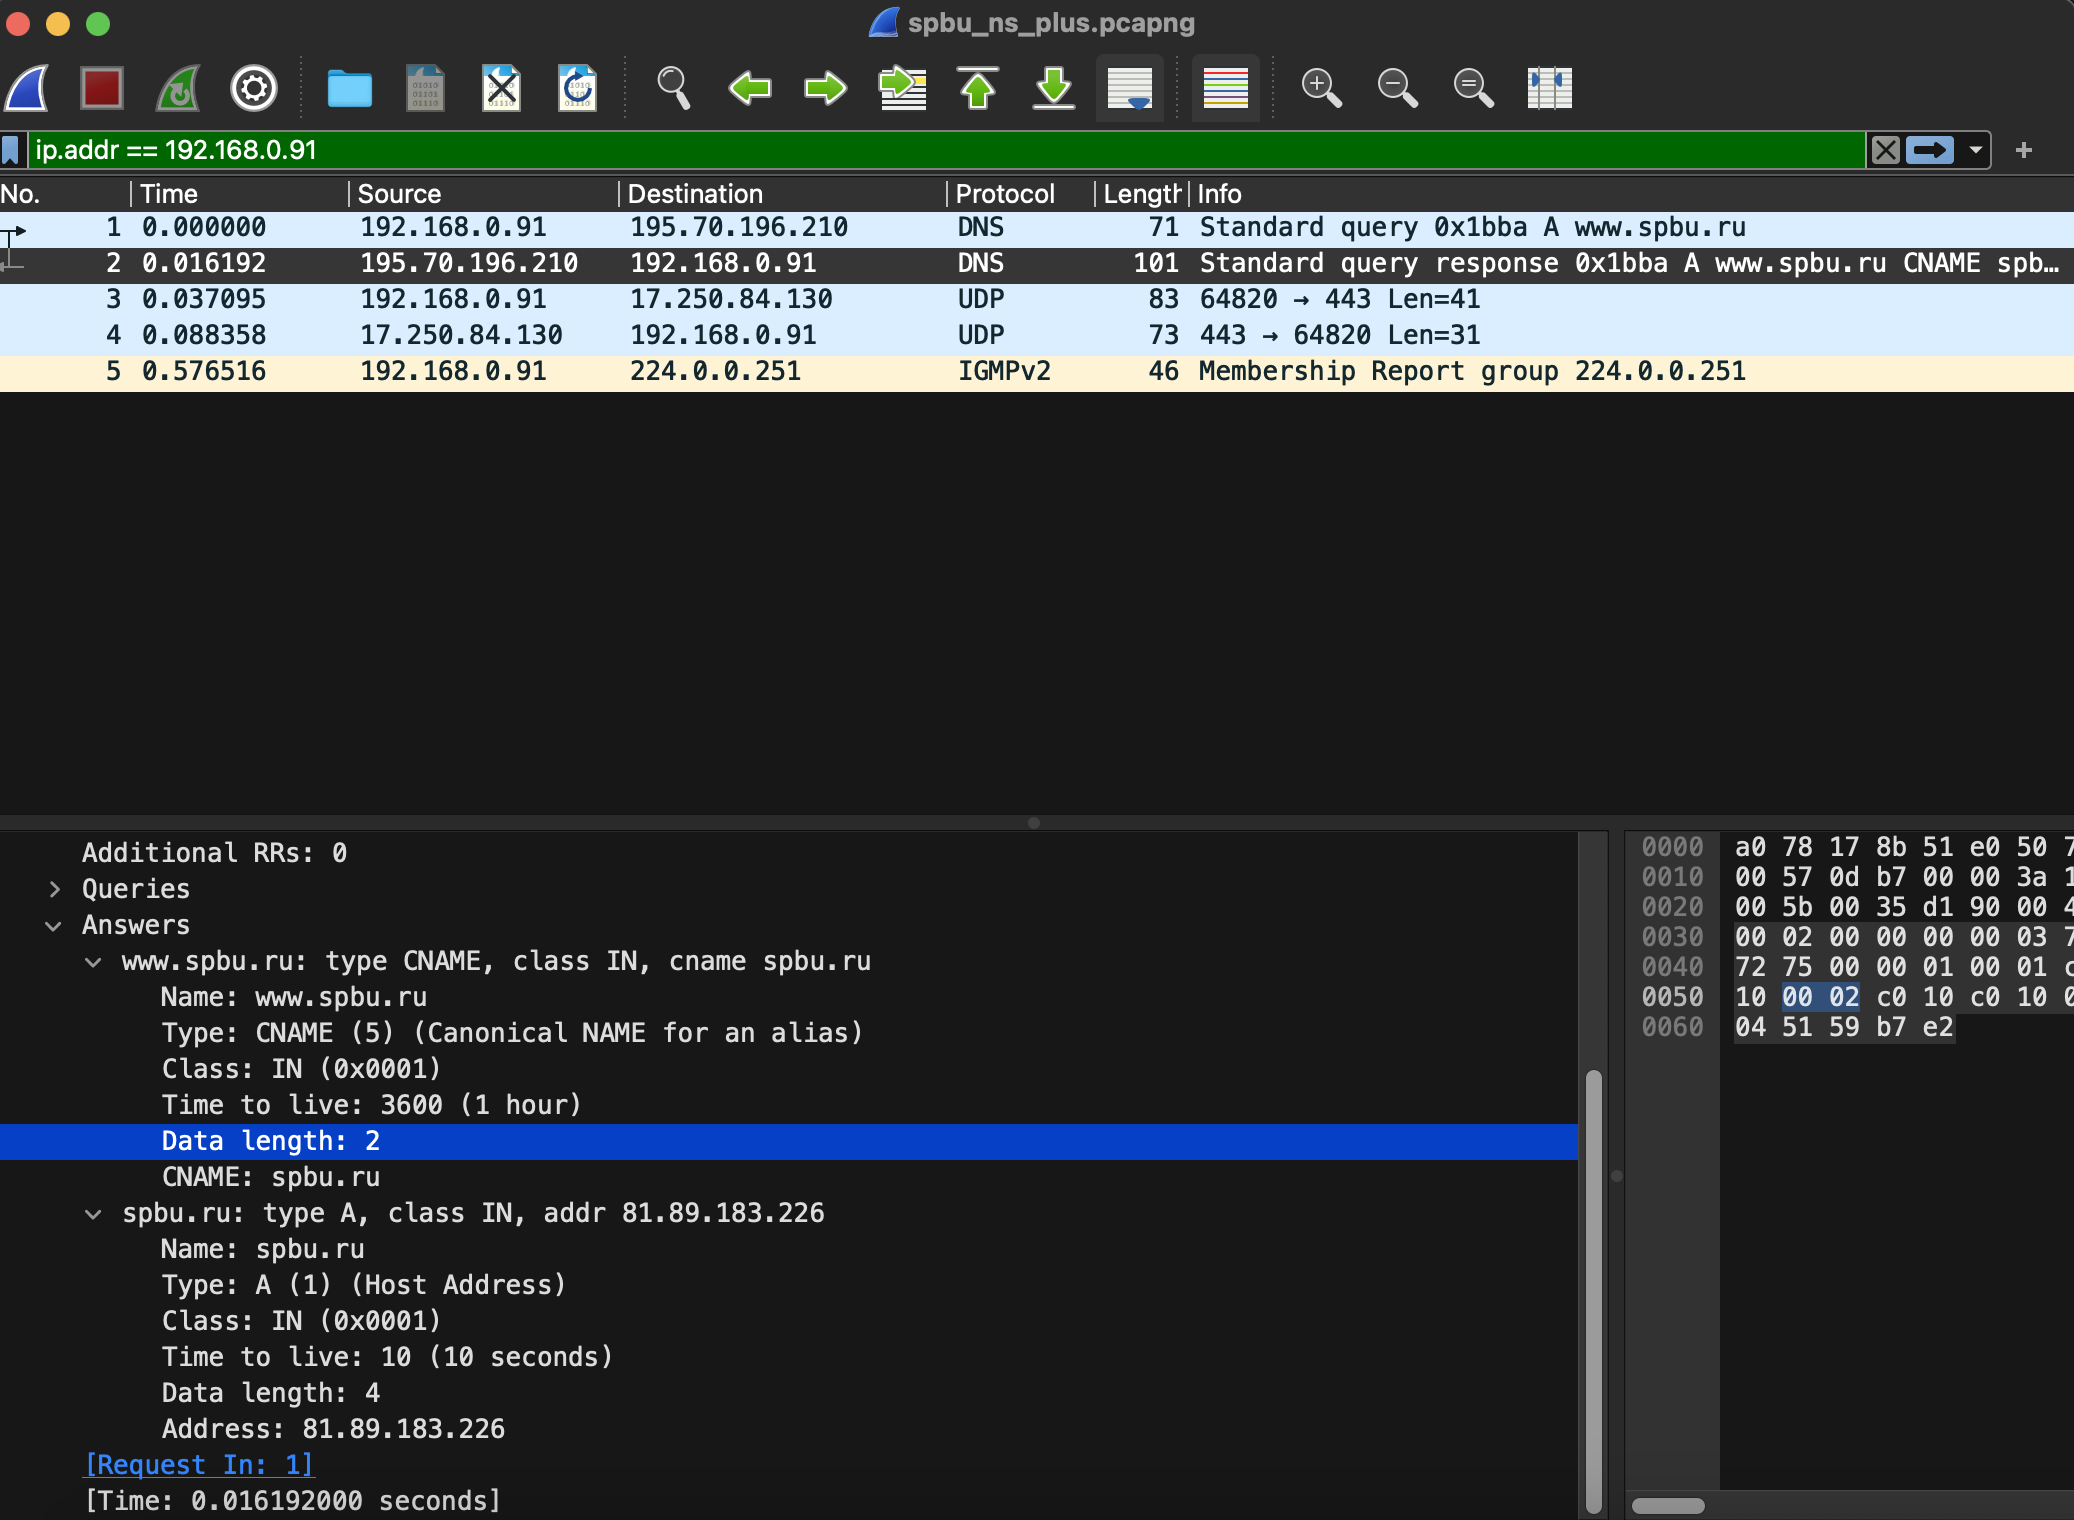 spbu_ns_plus.pcapng
ip.addr == 192.168.0.91
No. Time Source Destination Protocol Length Info
1 0.000000 192.168.0.91 195.70.196.210 DNS 71 Standard query 0x1bba A www.spbu.ru
2 0.016192 195.70.196.210 192.168.0.91 DNS 101 Standard query response 0x1bba A www.spbu.ru CNAME spb…
3 0.037095 192.168.0.91 17.250.84.130 UDP 83 64820 → 443 Len=41
4 0.088358 17.250.84.130 192.168.0.91 UDP 73 443 → 64820 Len=31
5 0.576516 192.168.0.91 224.0.0.251 IGMPv2 46 Membership Report group 224.0.0.251
Additional RRs: 0
Queries
Answers
www.spbu.ru: type CNAME, class IN, cname spbu.ru
Name: www.spbu.ru
Type: CNAME (5) (Canonical NAME for an alias)
Class: IN (0x0001)
Time to live: 3600 (1 hour)
Data length: 2
CNAME: spbu.ru
spbu.ru: type A, class IN, addr 81.89.183.226
Name: spbu.ru
Type: A (1) (Host Address)
Class: IN (0x0001)
Time to live: 10 (10 seconds)
Data length: 4
Address: 81.89.183.226
[Request In: 1]
[Time: 0.016192000 seconds]
0000 a0 78 17 8b 51 e0 50 7
0010 00 57 0d b7 00 00 3a 1
0020 00 5b 00 35 d1 90 00 4
0030 00 02 00 00 00 00 03 7
0040 72 75 00 00 01 00 01 c
0050 10 00 02 c0 10 c0 10 0
0060 04 51 59 b7 e2